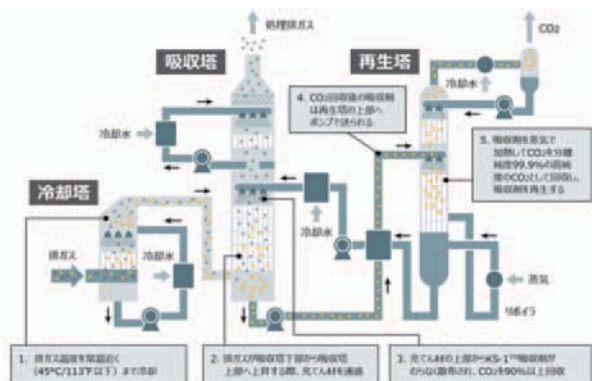 処理排ガス
CO₂
吸収塔
再生塔
冷却水
4. CO₂回収後の吸収剤
は再生塔の上部へ
ポンプで送られる
冷却水
5. 吸収剤を蒸気で
加熱してCO₂を分離
純度99.9%の高純
度のCO₂として回収し、
吸収剤を再生する
冷却塔
排ガス
冷却水
冷却水
蒸気
リボイラ
1. 排ガス温度を常温近く
(45°C/113°F以下)まで冷却
2. 排ガスが吸収塔下部から吸収塔
上部へ上昇する際、充てん材を通過
3. 充てん材の上部からKS-1™吸収剤が
むらなく散布され、CO₂を90%以上回収